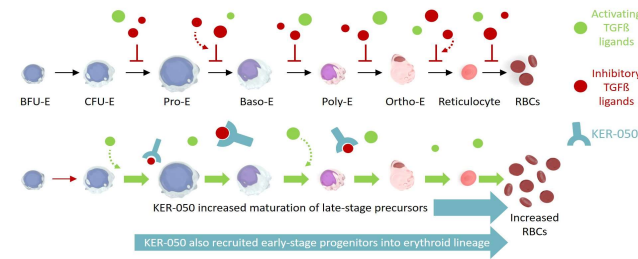 Activating
TGFß
ligands
Inhibitory
TGFß
ligands
BFU-E CFU-E Pro-E Baso-E Poly-E Ortho-E Reticulocyte RBCs
KER-050
KER-050 increased maturation of late-stage precursors
Increased
RBCs
KER-050 also recruited early-stage progenitors into erythroid lineage